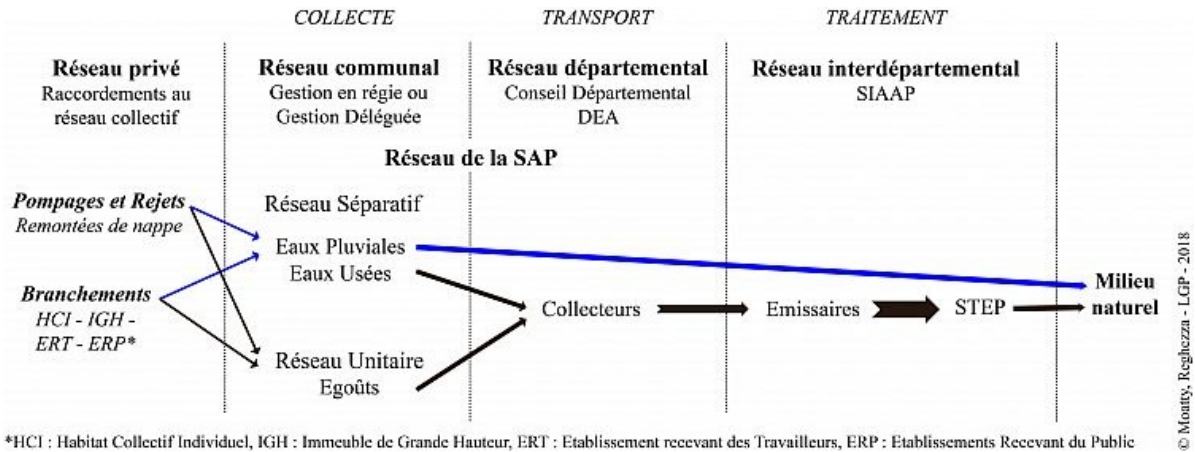 COLLECTE
TRANSPORT
TRAITEMENT
Réseau privé
Raccordements au
réseau collectif
Réseau communal
Gestion en régie ou
Gestion Déléguée
Réseau départemental
Conseil Départemental
DEA
Réseau interdépartemental
SIAAP
Réseau de la SAP
Pompages et Rejets
Remontées de nappe
Réseau Séparatif
Eaux Pluviales
Eaux Usées
Branchements
HCI - IGH -
ERT - ERP*
Collecteurs
Emissaires
STEP
Milieu
naturel
Réseau Unitaire
Egoûts
*HCI : Habitat Collectif Individuel, IGH : Immeuble de Grande Hauteur, ERT : Etablissement recevant des Travailleurs, ERP : Etablissements Recevant du Public
© Moatty, Reghezza - LGP - 2018